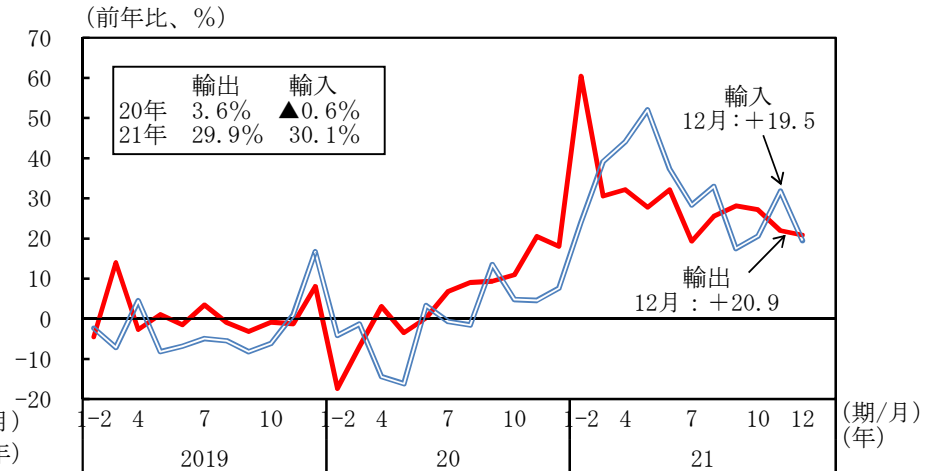 (前年比、%)
70
60
50
40
30
20
10
0
-10
-20
輸出 輸入
20年 3.6% ▲0.6%
21年 29.9% 30.1%
輸入
12月:+19.5
輸出
12月:+20.9
月)
1-2 4 7 10 1-2 4 7 10 1-2 4 7 10 12 (期/月)
年)
2019 20 21 (年)